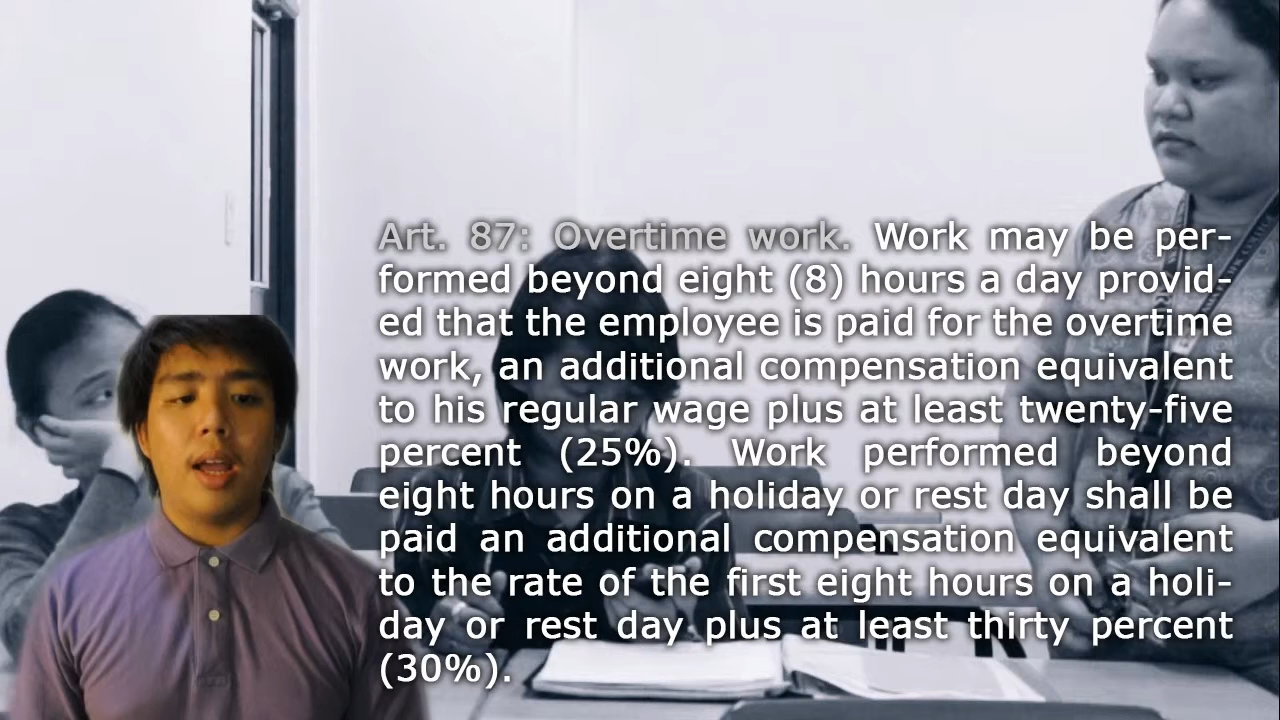 Art. 87: Overtime work. Work may be per-
formed beyond eight (8) hours a day provid-
ed that the employee is paid for the overtime
work, an additional compensation equivalent
to his regular wage plus at least twenty-five
percent (25%). Work performed beyond
eight hours on a holiday or rest day shall be
paid an additional compensation equivalent
to the rate of the first eight hours on a holi-
day or rest day plus at least thirty percent
(30%).